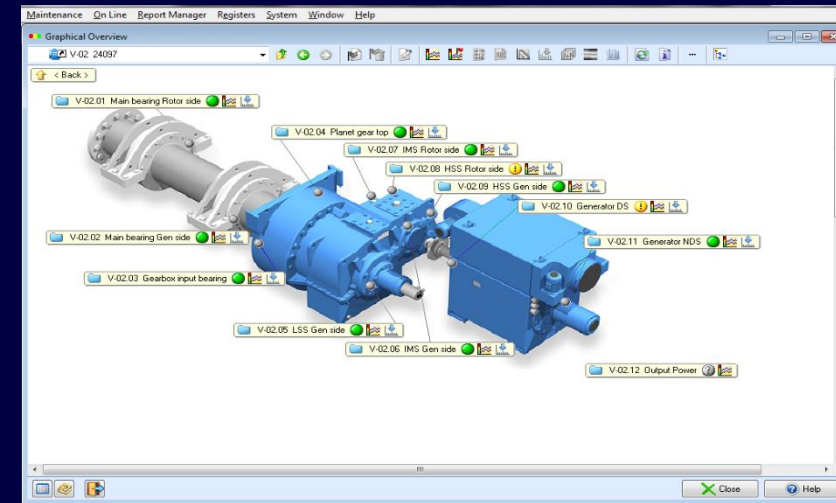 Maintenance On Line Report Manager Registers System Window Help
Graphical Overview
V-02 24097
< Back >
V-02.01 Main bearing Rotor side
V-02.04 Planet gear top
V-02.07 IMS Rotor side
V-02.08 HSS Rotor side
V-02.09 HSS Gen side
V-02.10 Generator DS
V-02.02 Main bearing Gen side
V-02.11 Generator NDS
V-02.03 Gearbox input bearing
V-02.05 LSS Gen side
V-02.06 IMS Gen side
V-02.12 Output Power
Close Help